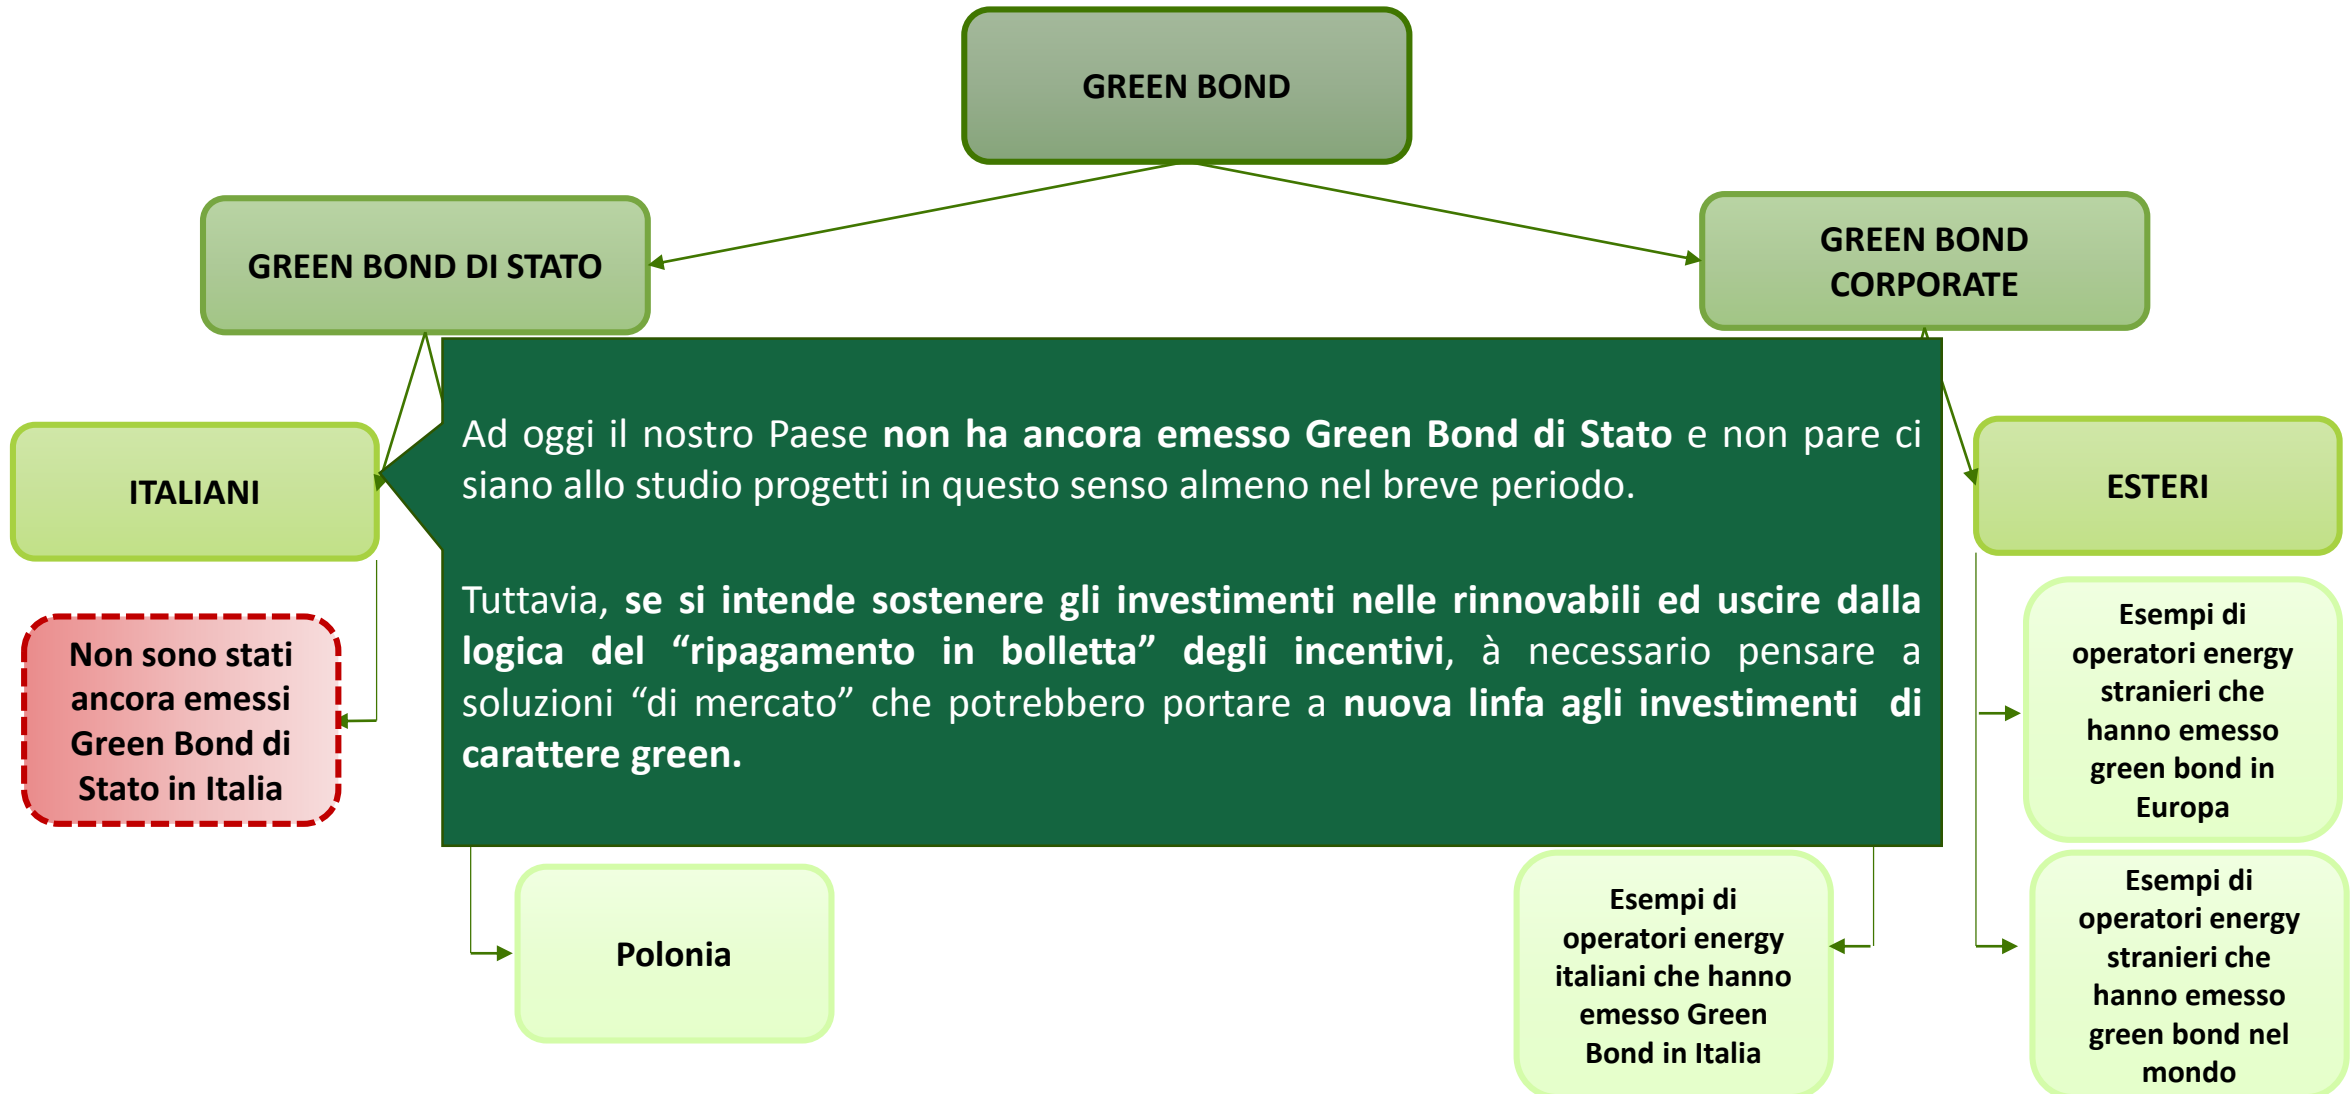 GREEN BOND
GREEN BOND DI STATO
GREEN BOND
CORPORATE
Ad oggi il nostro Paese non ha ancora emesso Green Bond di Stato e non pare ci
siano allo studio progetti in questo senso almeno nel breve periodo.
Tuttavia, se si intende sostenere gli investimenti nelle rinnovabili ed uscire dalla
logica del “ripagamento in bolletta” degli incentivi, à necessario pensare a
soluzioni “di mercato” che potrebbero portare a nuova linfa agli investimenti di
carattere green.
ITALIANI
ESTERI
Non sono stati
ancora emessi
Green Bond di
Stato in Italia
Esempi di
operatori energy
stranieri che
hanno emesso
green bond in
Europa
Polonia
Esempi di
operatori energy
italiani che hanno
emesso Green
Bond in Italia
Esempi di
operatori energy
stranieri che
hanno emesso
green bond nel
mondo